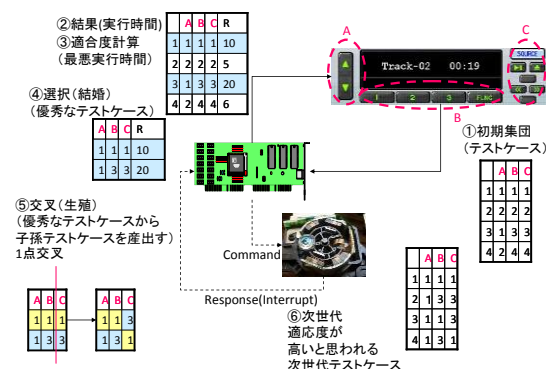 ②結果(実行時間)
③適合度計算
(最悪実行時間)
A B C R
1 1 1 1 10
2 2 2 2 5
3 1 3 3 20
4 2 4 4 6
A
C
SOURCE
Track-02 00:19
1 2 3 FUNC
B
④選択(結婚)
(優秀なテストケース)
A B C R
1 1 1 10
1 3 3 20
①初期集団
(テストケース)
A B C
1 1 1 1
2 2 2 2
3 1 3 3
4 2 4 4
⑤交叉(生殖)
(優秀なテストケースから
子孫テストケースを産出す)
1点交叉
A B C
1 1 1
1 3 3
A B C
1 1 3
1 3 1
Command
Response(Interrupt)
⑥次世代
適応度が
高いと思われる
次世代テストケース
A B C
1 1 1 1
2 1 3 3
3 1 1 3
4 1 3 1